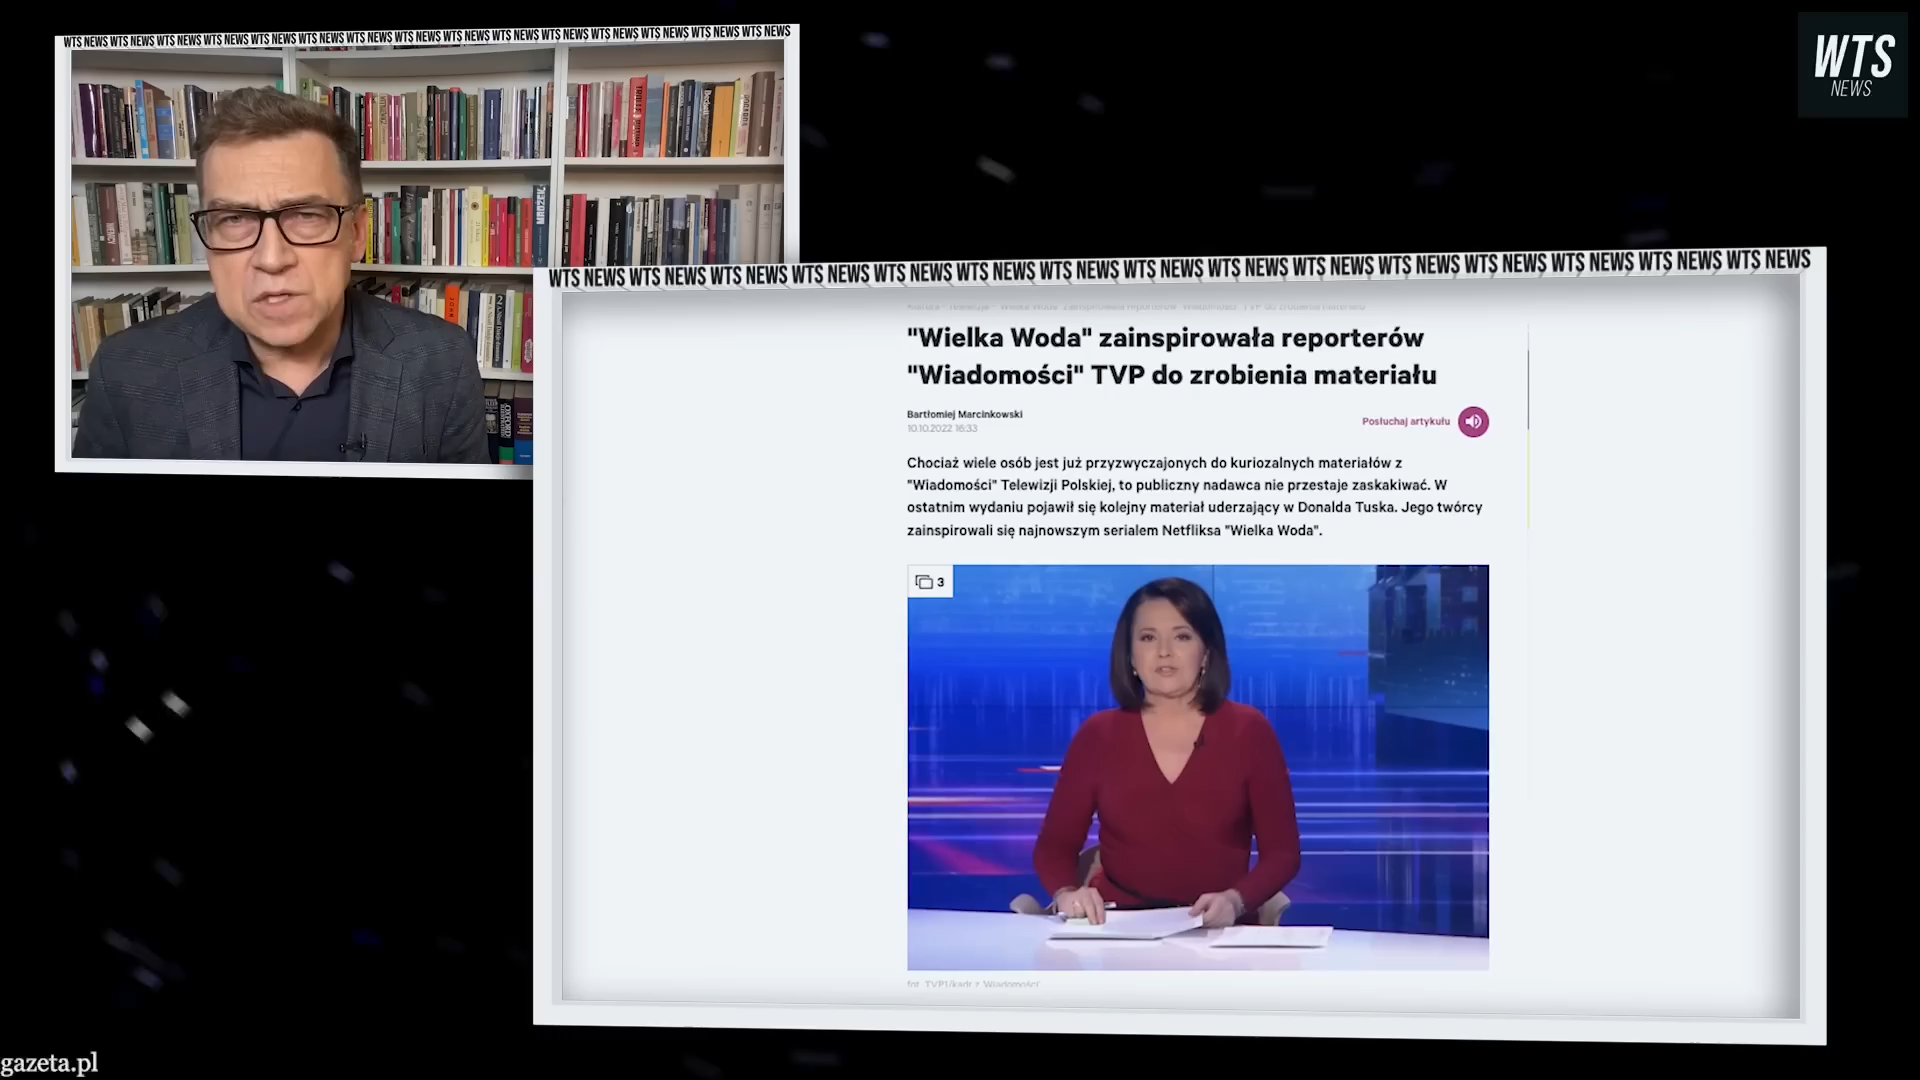 WTS NEWS WTS NEWS WTS NEWS WTS NEWS WTS NEWS WTS NEWS WTS NEWS WTS NEWS WTS NEWS WTS NEWS WTS NEWS WTS NEWS WTS NEWS WTS NEWS WTS NEWS WTS
WTS
NEWS
MROŻEK
WTS NEWS WTS NEWS WTS NEWS WTS NEWS WTS NEWS WTS NEWS WTS NEWS WTS NEWS WTS NEWS WTS NEWS WTS NEWS WTS NEWS WTS NEWS WTS NEWS WTS NEWS
"Wielka Woda" zainspirowała reporterów
"Wiadomości" TVP do zrobienia materiału
Bartłomiej Marcinkowski
10.10.2022 16:33
Posłuchaj artykułu
Chociaż wiele osób jest już przyzwyczajonych do kuriozalnych materiałów z
"Wiadomości" Telewizji Polskiej, to publiczny nadawca nie przestaje zaskakiwać. W
ostatnim wydaniu pojawił się kolejny materiał uderzający w Donalda Tuska. Jego twórcy
zainspirowali się najnowszym serialem Netfliksa "Wielka Woda".
3
fot. TVP1/kadr z Wiadomości
gazeta.pl